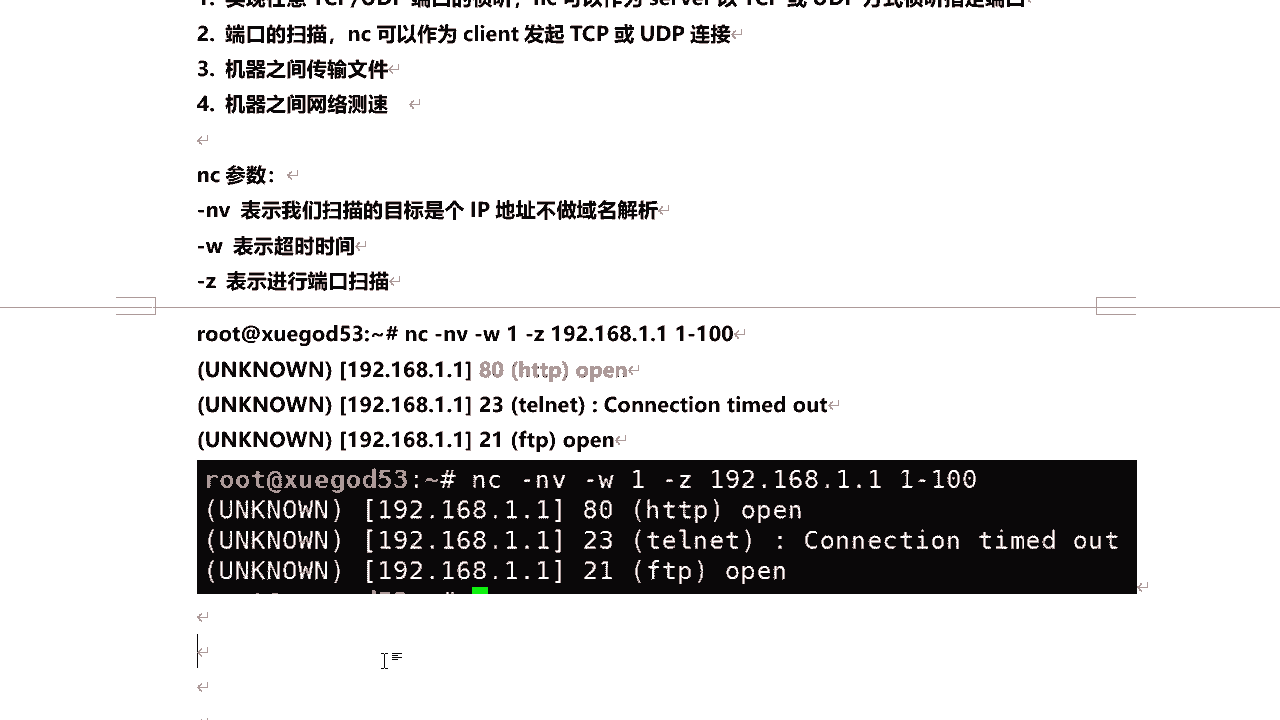 1. 实现任意 TCP/UDP 端口的侦听，nc 可以作为 server 以 TCP 或 UDP 方式侦听指定端口
2. 端口的扫描，nc 可以作为 client 发起 TCP 或 UDP 连接
3. 机器之间传输文件
4. 机器之间网络测速
nc 参数：
-nv 表示我们扫描的目标是个 IP 地址不做域名解析
-w 表示超时时间
-z 表示进行端口扫描
root@xuegod53:~# nc -nv -w 1 -z 192.168.1.1 1-100
(UNKNOWN) [192.168.1.1] 80 (http) open
(UNKNOWN) [192.168.1.1] 23 (telnet) : Connection timed out
(UNKNOWN) [192.168.1.1] 21 (ftp) open
root@xuegod53:~# nc -nv -w 1 -z 192.168.1.1 1-100
(UNKNOWN) [192.168.1.1] 80 (http) open
(UNKNOWN) [192.168.1.1] 23 (telnet) : Connection timed out
(UNKNOWN) [192.168.1.1] 21 (ftp) open